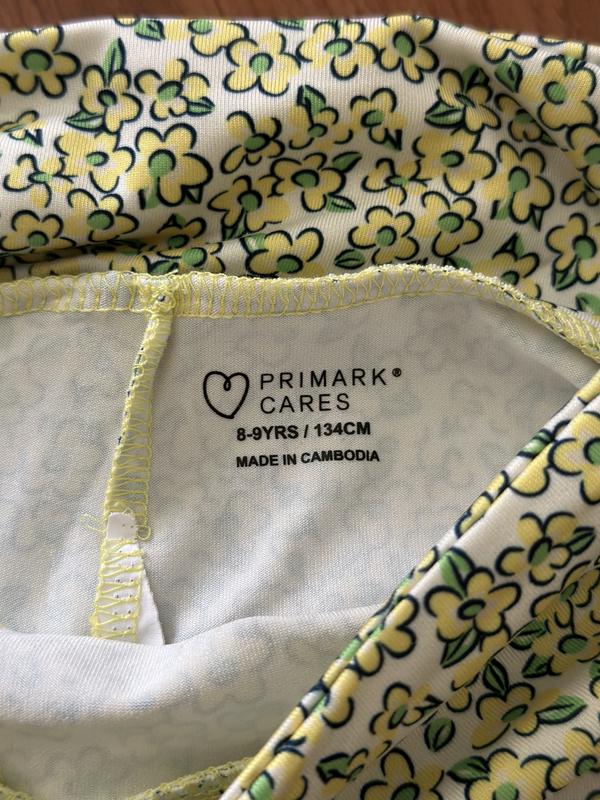 PRIMARK®
CARES
8-9YRS / 134CM
MADE IN CAMBODIA